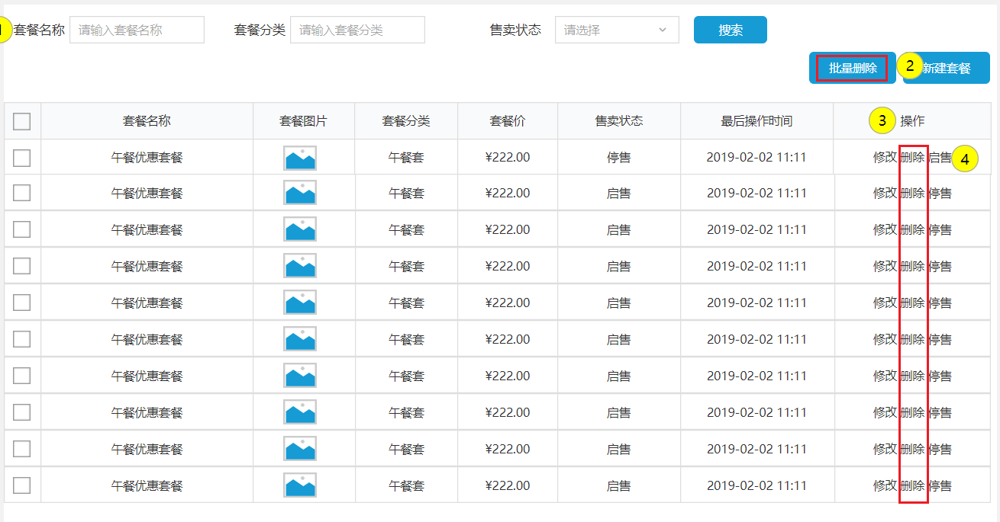 1 套餐名称 请输入套餐名称 套餐分类 请输入套餐分类 售卖状态 请选择 搜索
批量删除 2 新建套餐
套餐名称 套餐图片 套餐分类 套餐价 售卖状态 最后操作时间 3 操作
午餐优惠套餐 午餐套 ¥222.00 停售 2019-02-02 11:11 修改 删除 启售 4
午餐优惠套餐 午餐套 ¥222.00 启售 2019-02-02 11:11 修改 删除 停售
午餐优惠套餐 午餐套 ¥222.00 启售 2019-02-02 11:11 修改 删除 停售
午餐优惠套餐 午餐套 ¥222.00 启售 2019-02-02 11:11 修改 删除 停售
午餐优惠套餐 午餐套 ¥222.00 启售 2019-02-02 11:11 修改 删除 停售
午餐优惠套餐 午餐套 ¥222.00 启售 2019-02-02 11:11 修改 删除 停售
午餐优惠套餐 午餐套 ¥222.00 启售 2019-02-02 11:11 修改 删除 停售
午餐优惠套餐 午餐套 ¥222.00 启售 2019-02-02 11:11 修改 删除 停售
午餐优惠套餐 午餐套 ¥222.00 启售 2019-02-02 11:11 修改 删除 停售
午餐优惠套餐 午餐套 ¥222.00 启售 2019-02-02 11:11 修改 删除 停售